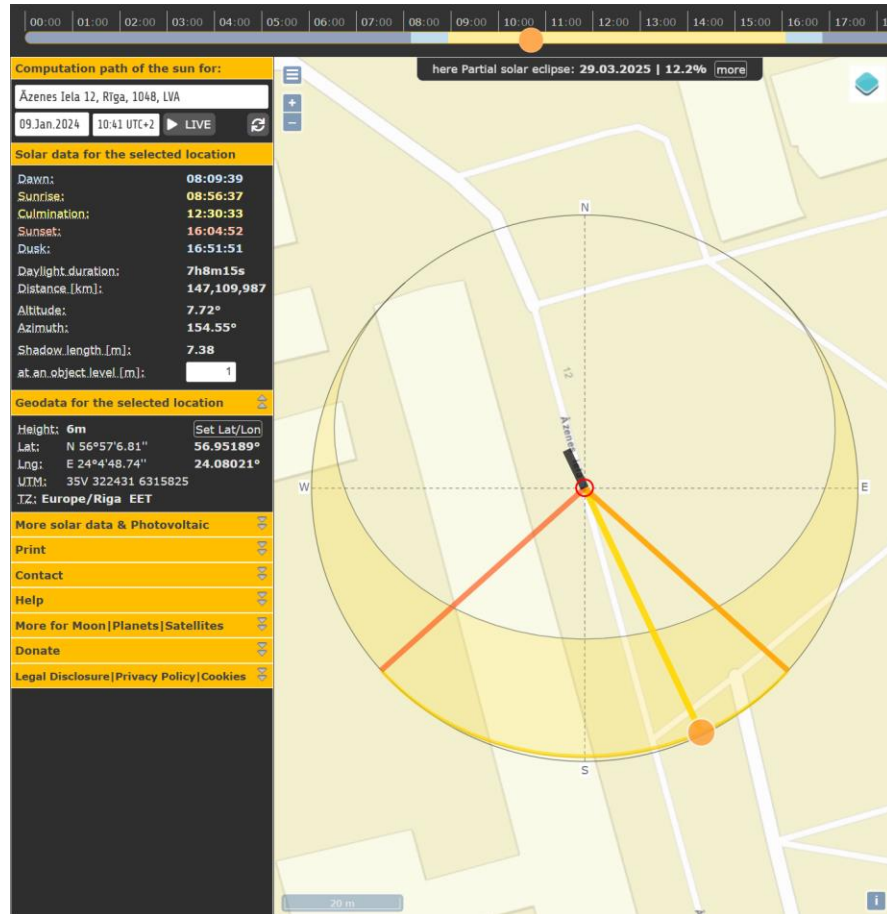 00:00 01:00 02:00 03:00 04:00 05:00 06:00 07:00 08:00 09:00 10:00 11:00 12:00 13:00 14:00 15:00 16:00 17:00
Computation path of the sun for:
Āzenes Iela 12, Rīga, 1048, LVA
09.Jan.2024 10:41 UTC+2 LIVE
Solar data for the selected location
Dawn: 08:09:39
Sunrise: 08:56:37
Culmination: 12:30:33
Sunset: 16:04:52
Dusk: 16:51:51
Daylight duration: 7h8m15s
Distance [km]: 147,109,987
Altitude: 7.72°
Azimuth: 154.55°
Shadow length [m]: 7.38
at an object level [m]: 1
Geodata for the selected location
Height: 6m Set Lat/Lon
Lat: N 56°57'6.81'' 56.95189°
Lng: E 24°4'48.74'' 24.08021°
UTM: 35V 322431 6315825
TZ: Europe/Riga EET
More solar data & Photovoltaic
Print
Contact
Help
More for Moon|Planets|Satellites
Donate
Legal Disclosure|Privacy Policy|Cookies
here Partial solar eclipse: 29.03.2025 | 12.2% more
+
-
N
12
Āzenes
W
E
S
20 m
i